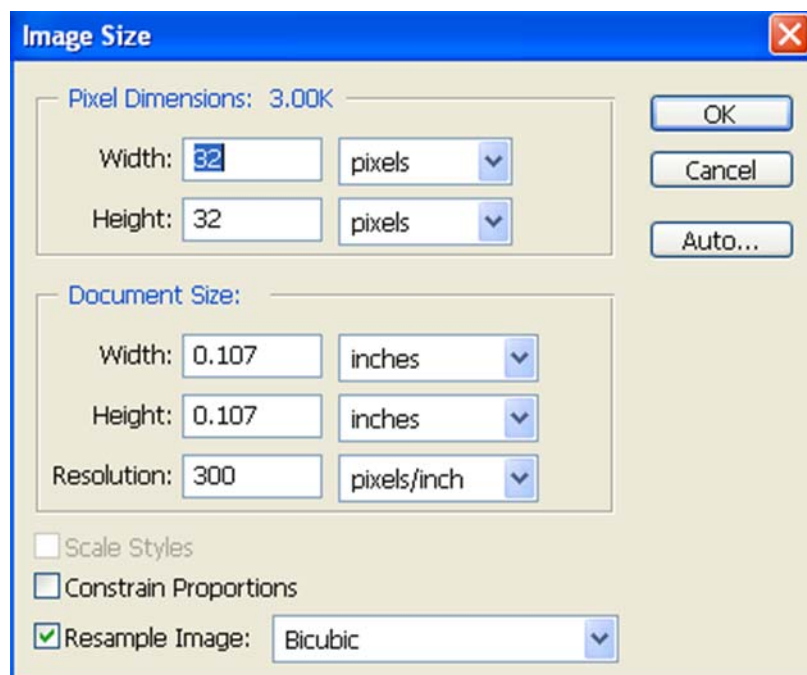 Image Size
Pixel Dimensions: 3.00K
OK
Width: 32 pixels
Cancel
Height: 32 pixels
Auto...
Document Size:
Width: 0.107 inches
Height: 0.107 inches
Resolution: 300 pixels/inch
Scale Styles
Constrain Proportions
Resample Image: Bicubic